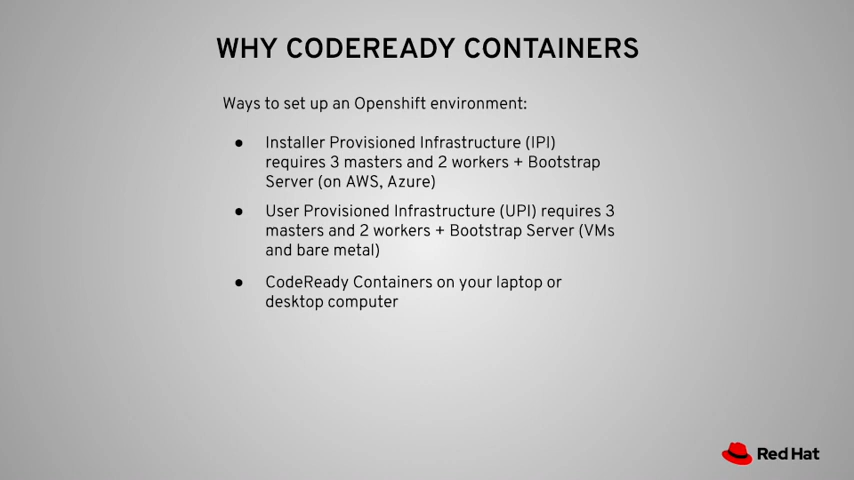 WHY CODEREADY CONTAINERS
Ways to set up an Openshift environment:
● Installer Provisioned Infrastructure (IPI)
requires 3 masters and 2 workers + Bootstrap
Server (on AWS, Azure)
● User Provisioned Infrastructure (UPI) requires 3
masters and 2 workers + Bootstrap Server (VMs
and bare metal)
● CodeReady Containers on your laptop or
desktop computer
Red Hat